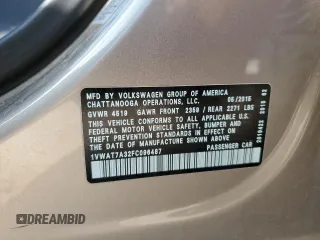 MFD BY VOLKSWAGEN GROUP OF AMERICA
CHATTANOOGA OPERATIONS, LLC. 05/2015
GVWR 4519 GAWR FRONT 2359 / REAR 2271 LBS
THIS VEHICLE CONFORMS TO ALL APPLICABLE
FEDERAL MOTOR VEHICLE SAFETY, BUMPER, AND
THEFT PREVENTION STANDARDS IN EFFECT ON
THE DATE OF MANUFACTURE SHOWN ABOVE.
1VWAT7A32FC096487 PASSENGER CAR
DREAMBID